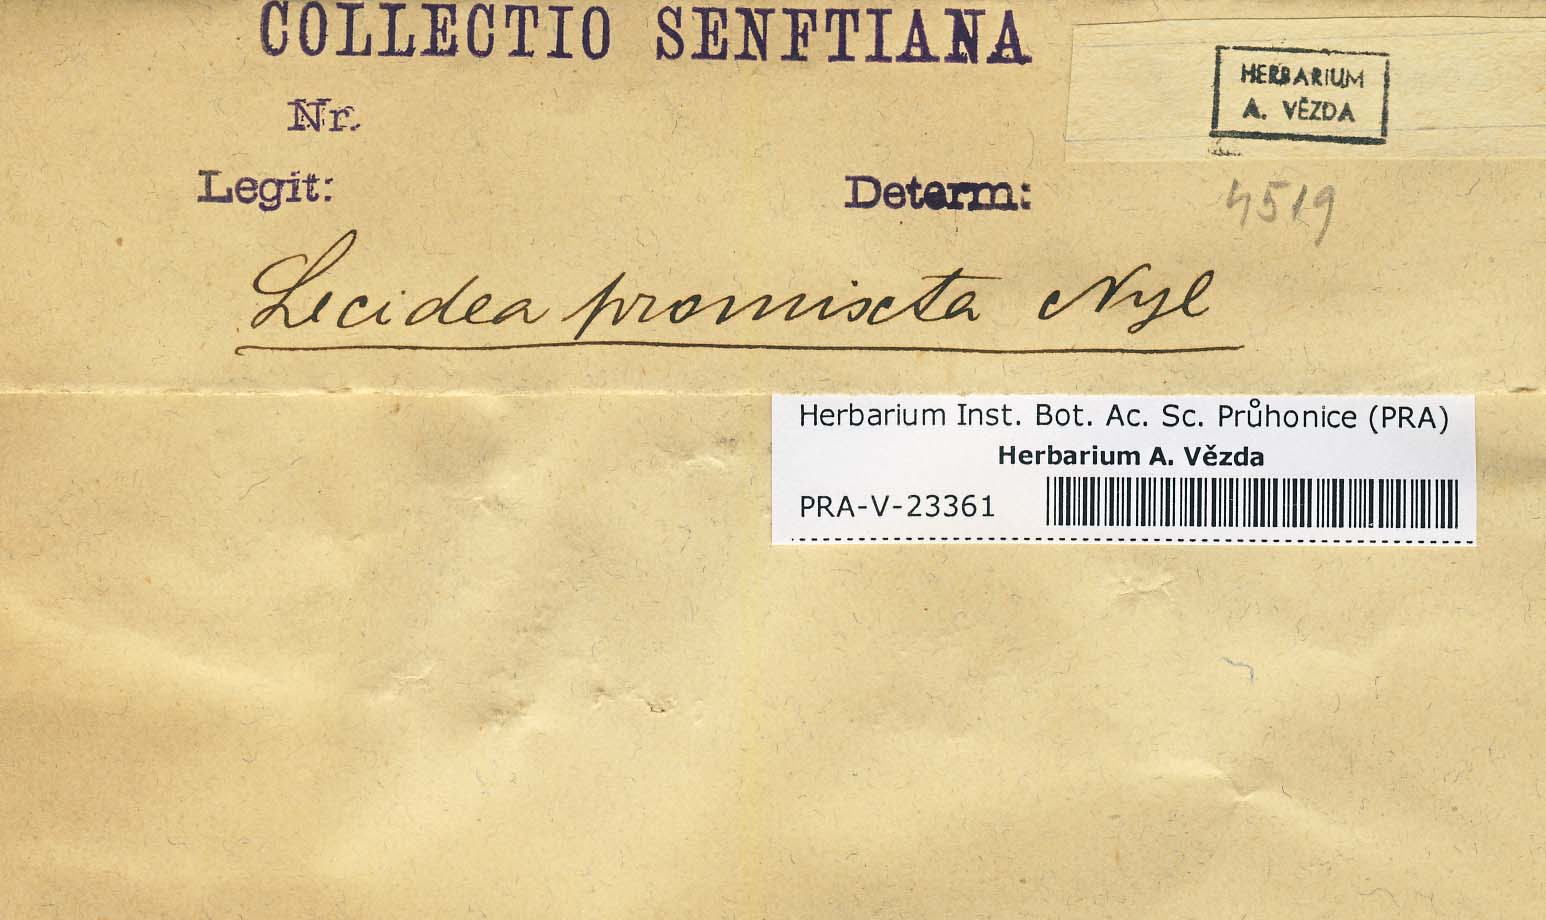 COLLECTIO SENFTIANA
HERBARIUM
A. VĚZDA
Nr.
Legit:
Determ:
4519
Lecidea promixta Nyl
Herbarium Inst. Bot. Ac. Sc. Průhonice (PRA)
Herbarium A. Vězda
PRA-V-23361